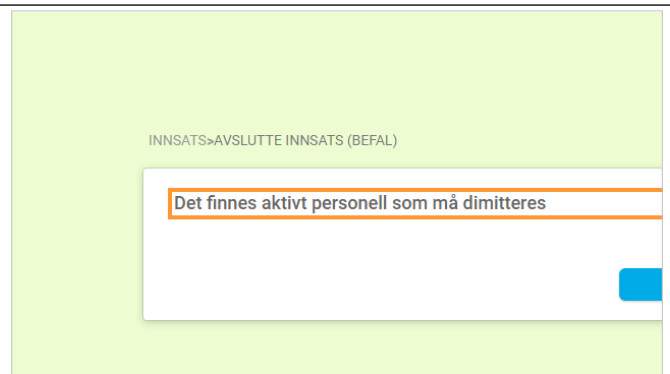 INNSATS>AVSLUTTE INNSATS (BEFAL)
Det finnes aktivt personell som må dimitteres